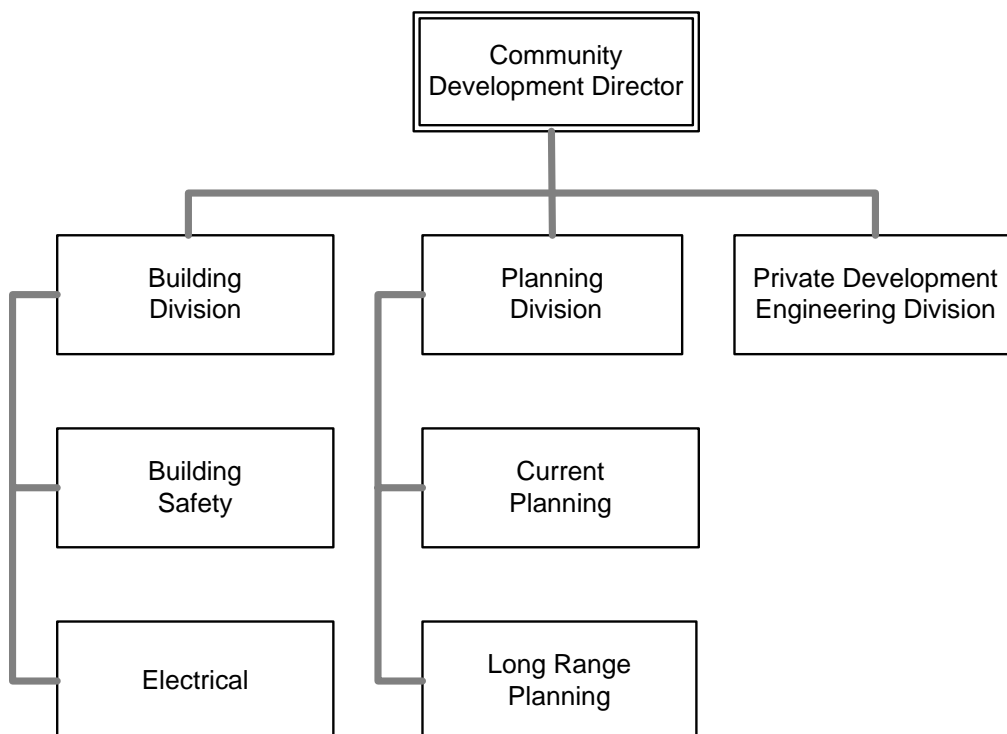 Community
Development Director
Building
Division
Planning
Division
Private Development
Engineering Division
Building
Safety
Current
Planning
Electrical
Long Range
Planning